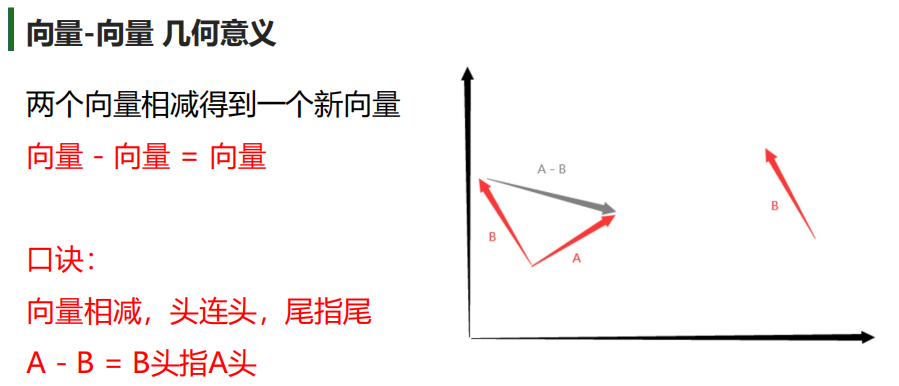 向量-向量 几何意义
两个向量相减得到一个新向量
向量 - 向量 = 向量
口诀：
向量相减，头连头，尾指尾
A - B = B头指A头
A - B
B
A
B